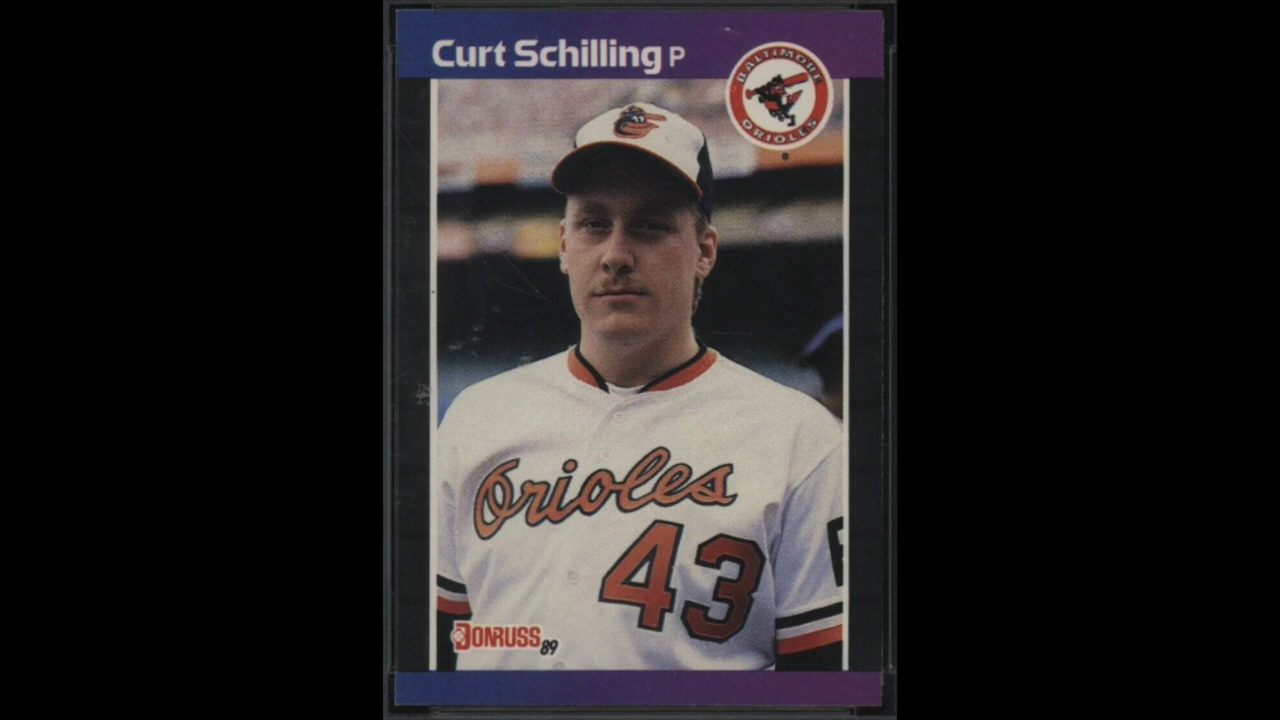 Curt Schilling P
BALTIMORE
ORIOLES
Orioles
43
DONRUSS 89